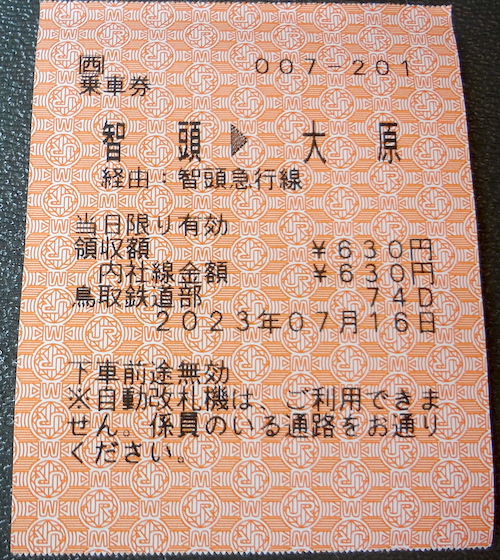 ㊄ 007-201
乗車券
智頭▶大原
経由:智頭急行線
当日限り有効
領収額 ¥630円
内社線金額 ¥630円
鳥取鉄道部 74D
2023年07月16日
下車前途無効
※自動改札機は、ご利用できま
せん。係員のいる通路をお通り
ください。